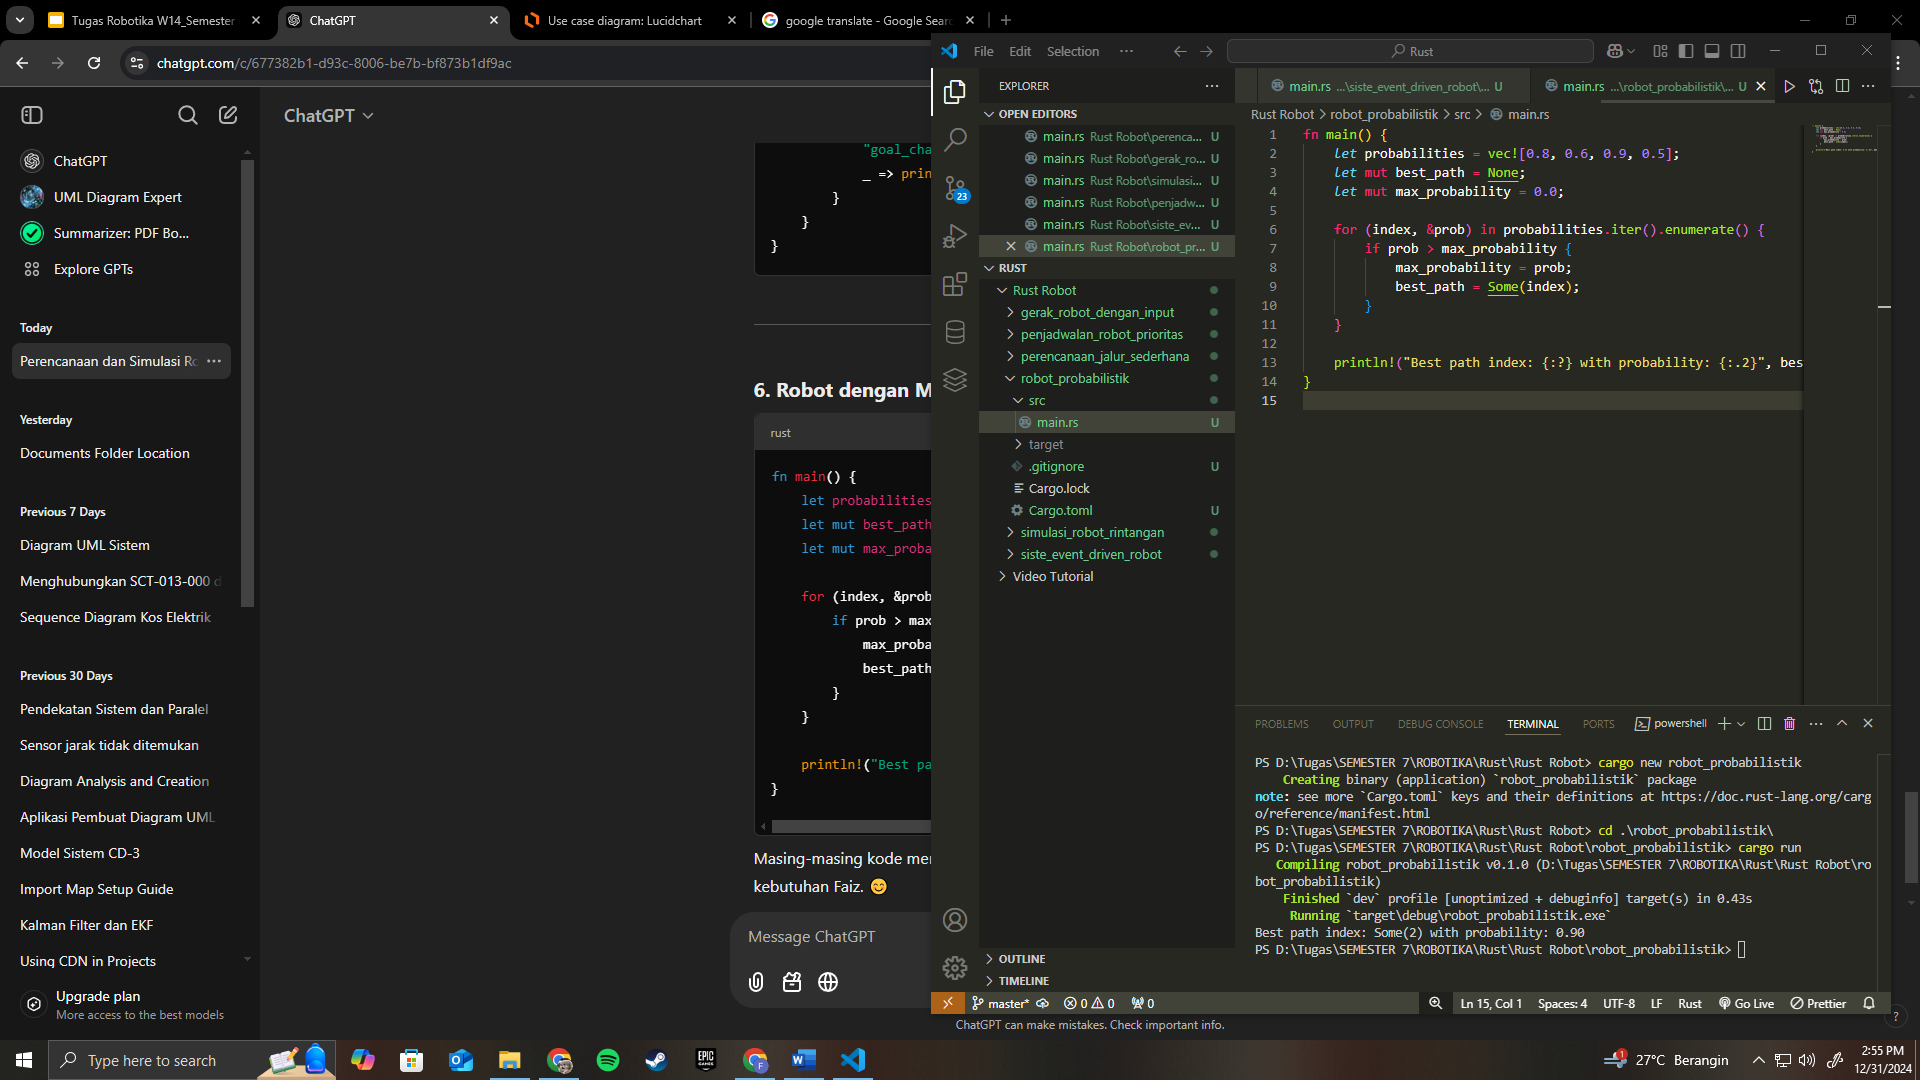 Tugas Robotika W14_Semester
ChatGPT
Use case diagram: Lucidchart
google translate - Google Sear
chatgpt.com/c/677382b1-d93c-8006-be7b-bf873b1df9ac
ChatGPT
UML Diagram Expert
Summarizer: PDF Bo...
Explore GPTs
Today
Perencanaan dan Simulasi Ro
Yesterday
Documents Folder Location
Previous 7 Days
Diagram UML Sistem
Menghubungkan SCT-013-000 d
Sequence Diagram Kos Elektrik
Previous 30 Days
Pendekatan Sistem dan Paralel
Sensor jarak tidak ditemukan
Diagram Analysis and Creation
Aplikasi Pembuat Diagram UML
Model Sistem CD-3
Import Map Setup Guide
Kalman Filter dan EKF
Using CDN in Projects
Upgrade plan
More access to the best models
ChatGPT
"goal_cha
_ => prin
}
}
}
6. Robot dengan M
rust
fn main() {
let probabilities
let mut best_path
let mut max_proba
for (index, &prob
if prob > max
max_proba
best_path
}
}
println!("Best pa
}
Masing-masing kode mer
kebutuhan Faiz. 😊
Message ChatGPT
ChatGPT can make mistakes. Check important info.
?
File Edit Selection ···
Rust
EXPLORER
OPEN EDITORS
main.rs Rust Robot\perenca... U
main.rs Rust Robot\gerak_ro... U
main.rs Rust Robot\simulasi... U
main.rs Rust Robot\penjadw... U
main.rs Rust Robot\siste_ev... U
main.rs Rust Robot\robot_pr... U
RUST
Rust Robot
gerak_robot_dengan_input
penjadwalan_robot_prioritas
perencanaan_jalur_sederhana
robot_probabilistik
src
main.rs U
target
.gitignore U
Cargo.lock
Cargo.toml U
simulasi_robot_rintangan
siste_event_driven_robot
Video Tutorial
OUTLINE
TIMELINE
23
main.rs ...\siste_event_driven_robot\... U
main.rs ...\robot_probabilistik\... U
Rust Robot > robot_probabilistik > src > main.rs
1 fn main() {
2 let probabilities = vec![0.8, 0.6, 0.9, 0.5];
3 let mut best_path = None;
4 let mut max_probability = 0.0;
5
6 for (index, &prob) in probabilities.iter().enumerate() {
7 if prob > max_probability {
8 max_probability = prob;
9 best_path = Some(index);
10 }
11 }
12
13 println!("Best path index: {:?} with probability: {:.2}", bes
14 }
15
PROBLEMS OUTPUT DEBUG CONSOLE TERMINAL PORTS powershell
PS D:\Tugas\SEMESTER 7\ROBOTIKA\Rust\Rust Robot> cargo new robot_probabilistik
Creating binary (application) `robot_probabilistik` package
note: see more `Cargo.toml` keys and their definitions at https://doc.rust-lang.org/carg
o/reference/manifest.html
PS D:\Tugas\SEMESTER 7\ROBOTIKA\Rust\Rust Robot> cd .\robot_probabilistik\
PS D:\Tugas\SEMESTER 7\ROBOTIKA\Rust\Rust Robot\robot_probabilistik> cargo run
Compiling robot_probabilistik v0.1.0 (D:\Tugas\SEMESTER 7\ROBOTIKA\Rust\Rust Robot\ro
bot_probabilistik)
Finished `dev` profile [unoptimized + debuginfo] target(s) in 0.43s
Running `target\debug\robot_probabilistik.exe`
Best path index: Some(2) with probability: 0.90
PS D:\Tugas\SEMESTER 7\ROBOTIKA\Rust\Rust Robot\robot_probabilistik>
master* 0 0 0 Ln 15, Col 1 Spaces: 4 UTF-8 LF Rust Go Live Prettier
Type here to search
EPIC GAMES
1
27°C Berangin
2:55 PM
12/31/2024